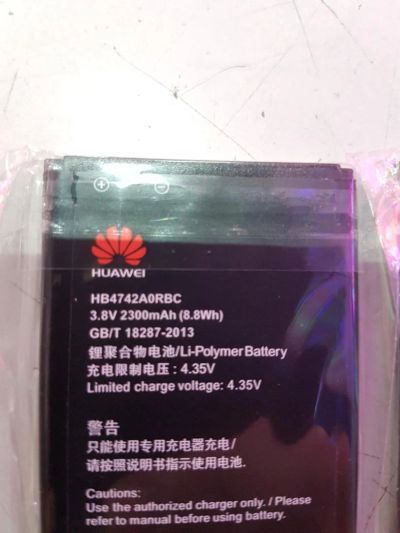 HUAWEI
HB4742A0RBC
3.8V 2300mAh (8.8Wh)
GB/T 18287-2013
锂聚合物电池/Li-Polymer Battery
充电限制电压：4.35V
Limited charge voltage: 4.35V
警告
只能使用专用充电器充电/
请按照说明书指示使用电池.
Cautions:
Use the authorized charger only. / Please
refer to manual before using battery.